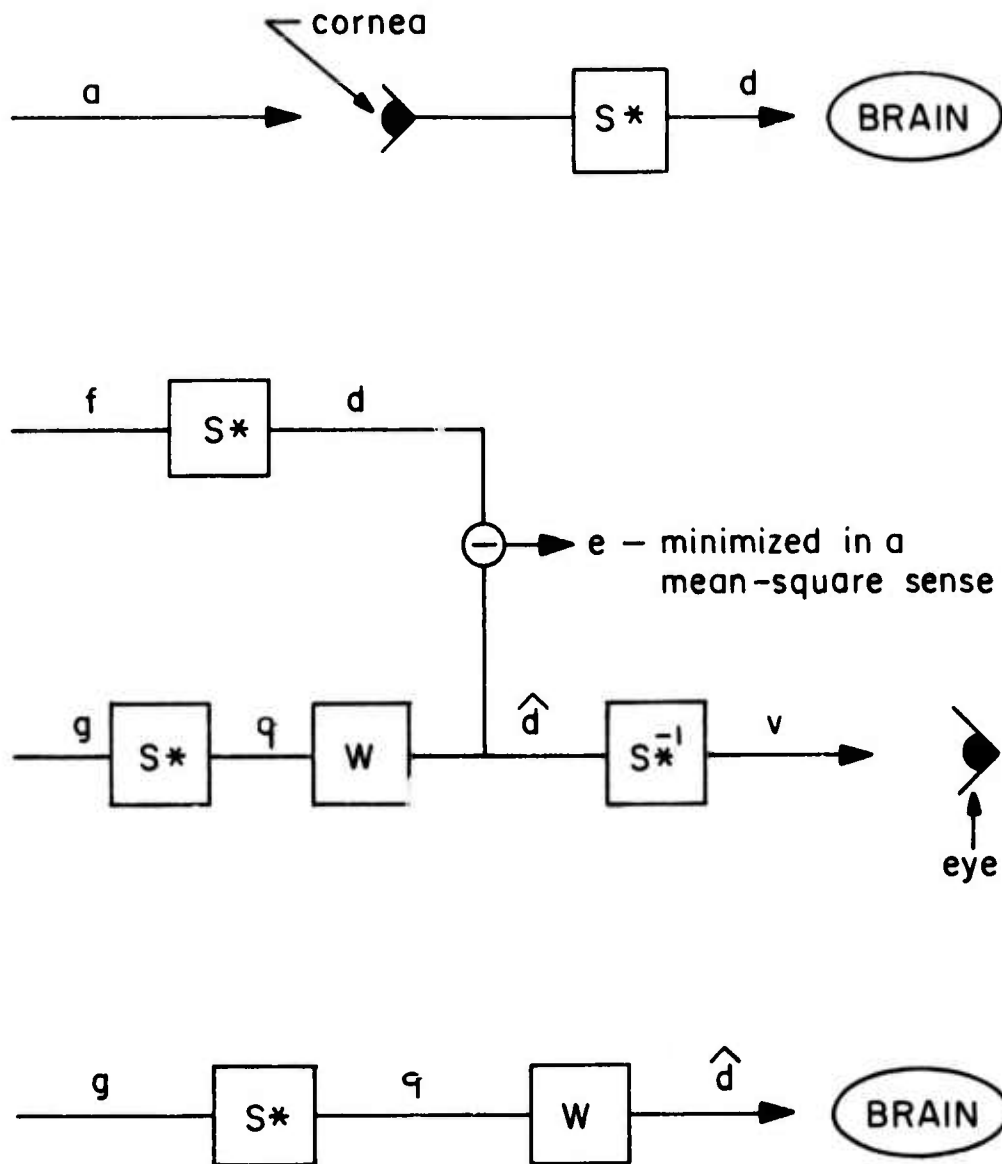 cornea
a
S*
d
BRAIN
f
S*
d
−
e − minimized in a
mean-square sense
g
S*
q
W
d̂
S*⁻¹
v
eye
g
S*
q
W
d̂
BRAIN